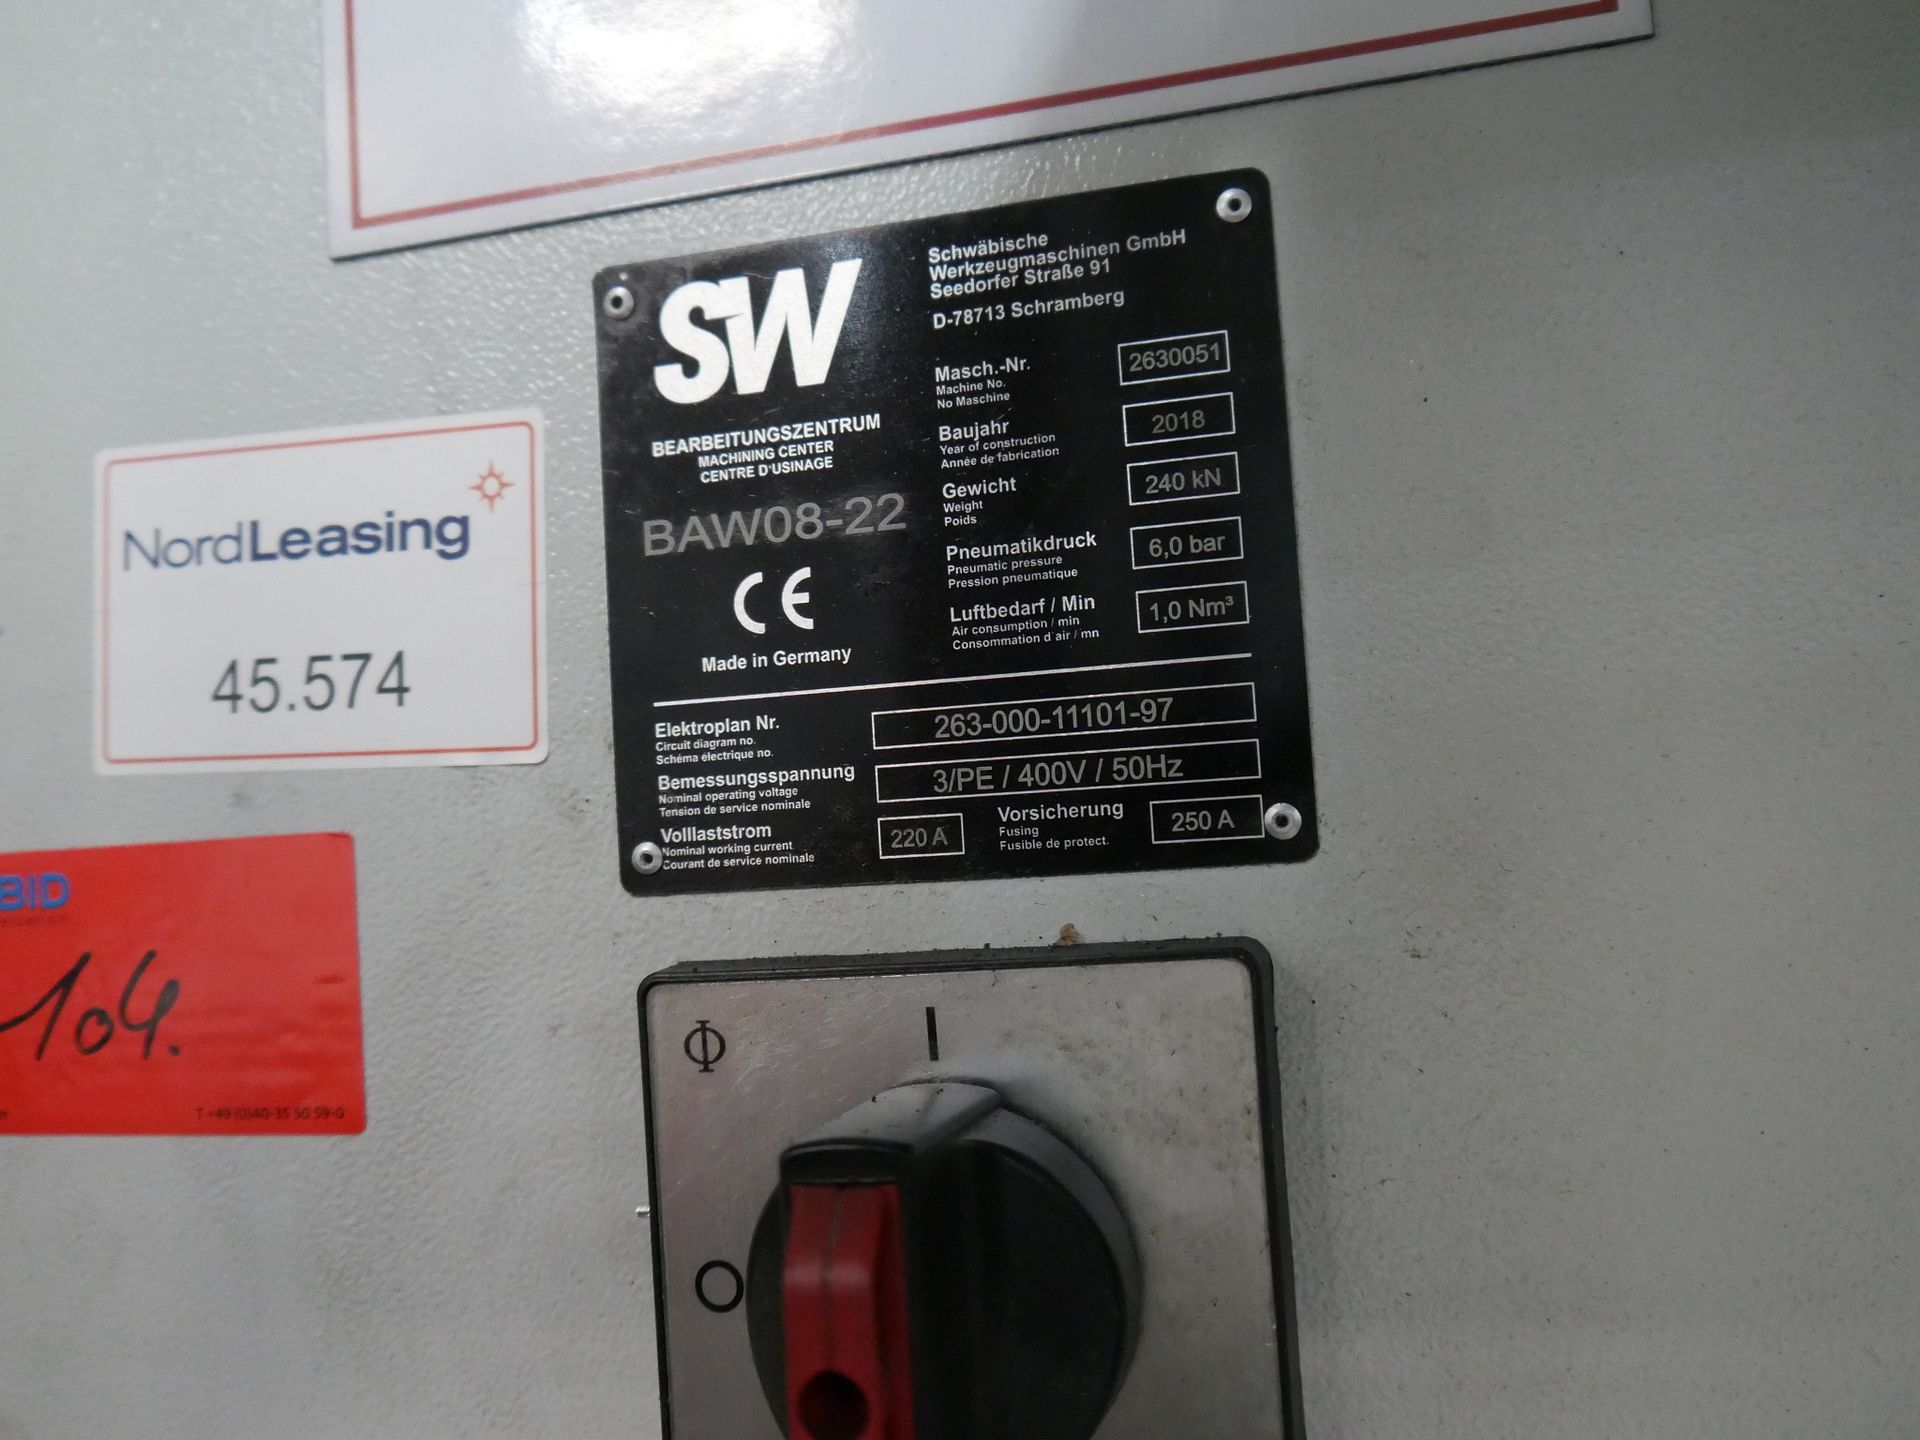 SW
BEARBEITUNGSZENTRUM
MACHINING CENTER
CENTRE D'USINAGE
BAW08-22
CE
Made in Germany
Schwäbische
Werkzeugmaschinen GmbH
Seedorfer Straße 91
D-78713 Schramberg
Masch.-Nr. 2630051
Machine No.
No Maschine
Baujahr 2018
Year of construction
Année de fabrication
Gewicht 240 kN
Weight
Poids
Pneumatikdruck 6,0 bar
Pneumatic pressure
Pression pneumatique
Luftbedarf / Min 1,0 Nm³
Air consumption / min
Consommation d'air / mn
Elektroplan Nr. 263-000-11101-97
Circuit diagram no.
Schéma électrique no.
Bemessungsspannung 3/PE / 400V / 50Hz
Nominal operating voltage
Tension de service nominale
Volllaststrom 220 A
Nominal working current
Courant de service nominale
Vorsicherung 250 A
Fusing
Fusible de protect.
NordLeasing
45.574
BID
104.
T +49 (0)40-35 50 59-0
I
O